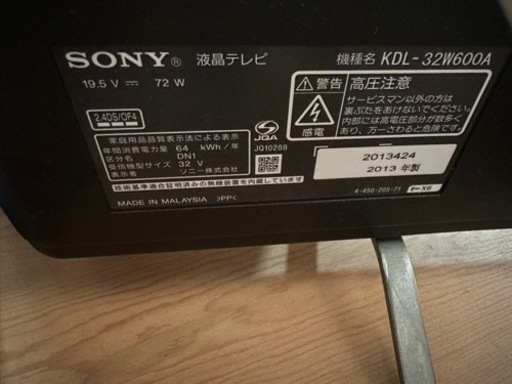 SONY® 液晶テレビ 機種名 KDL-32W600A
19.5 V 72 W
2.4DS/OF4
家庭用品品質表示法による表示
年間消費電力量 64 kWh/年
区分名 DN1
受信機型サイズ 32 V
表示者 ソニー株式会社
JQA
JQ10288
警告 高圧注意
サービスマン以外の方は
裏ぶたをあけないでください。
内部には高電圧部分が数多く
あり、万一さわると危険です。
感電
2013424
2013 年製
技術基準適合証明済みの無線装置を内蔵しています。
4-450-205-71 X6
MADE IN MALAYSIA >PP<